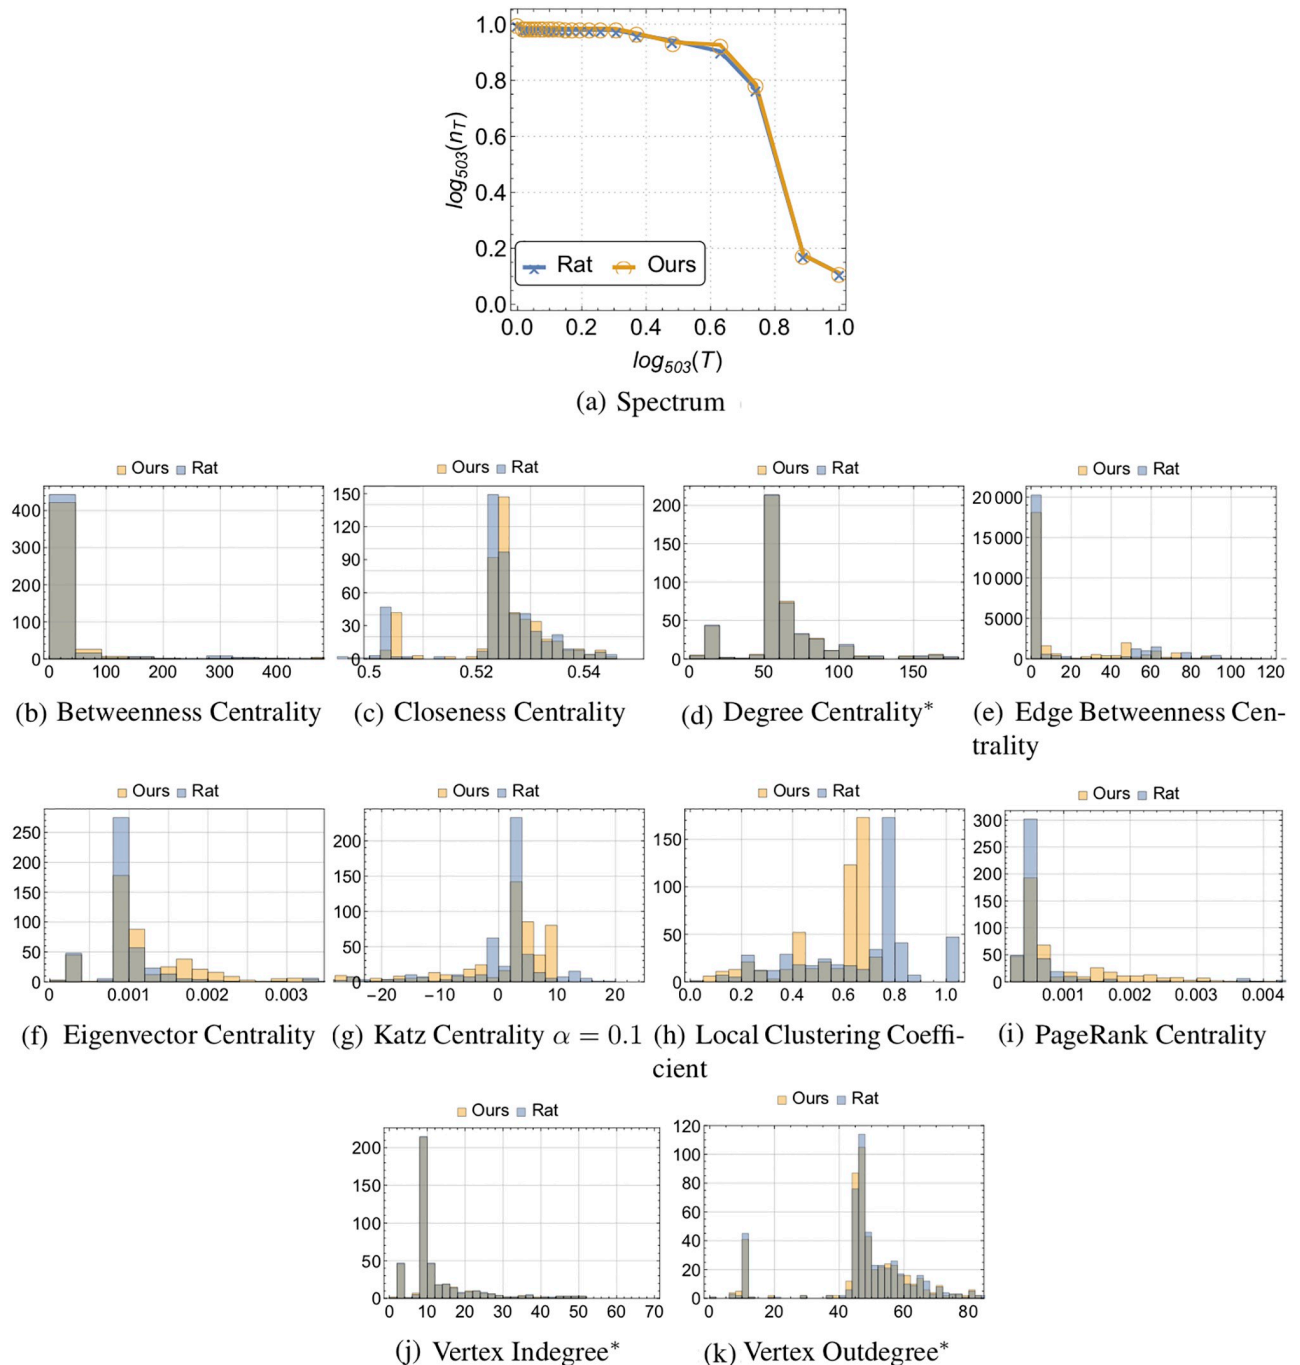 1.0
0.8
0.6
0.4
0.2
0.0
log503(nT)
Rat Ours
0.0 0.2 0.4 0.6 0.8 1.0
log503(T)
(a) Spectrum
Ours Rat
400
300
200
100
0
0 100 200 300 400
(b) Betweenness Centrality
Ours Rat
150
120
90
60
30
0
0.5 0.52 0.54
(c) Closeness Centrality
Ours Rat
200
150
100
50
0
0 50 100 150
(d) Degree Centrality*
Ours Rat
20 000
15 000
10 000
5000
0
0 20 40 60 80 100 120
(e) Edge Betweenness Cen-
trality
Ours Rat
250
200
150
100
50
0
0 0.001 0.002 0.003
(f) Eigenvector Centrality
Ours Rat
200
150
100
50
0
−20 −10 0 10 20
(g) Katz Centrality α = 0.1
Ours Rat
150
100
50
0
0.0 0.2 0.4 0.6 0.8 1.0
(h) Local Clustering Coeffi-
cient
Ours Rat
300
250
200
150
100
50
0
0.001 0.002 0.003 0.004
(i) PageRank Centrality
Ours Rat
200
150
100
50
0
0 10 20 30 40 50 60 70
(j) Vertex Indegree*
Ours Rat
120
100
80
60
40
20
0
0 20 40 60 80
(k) Vertex Outdegree*